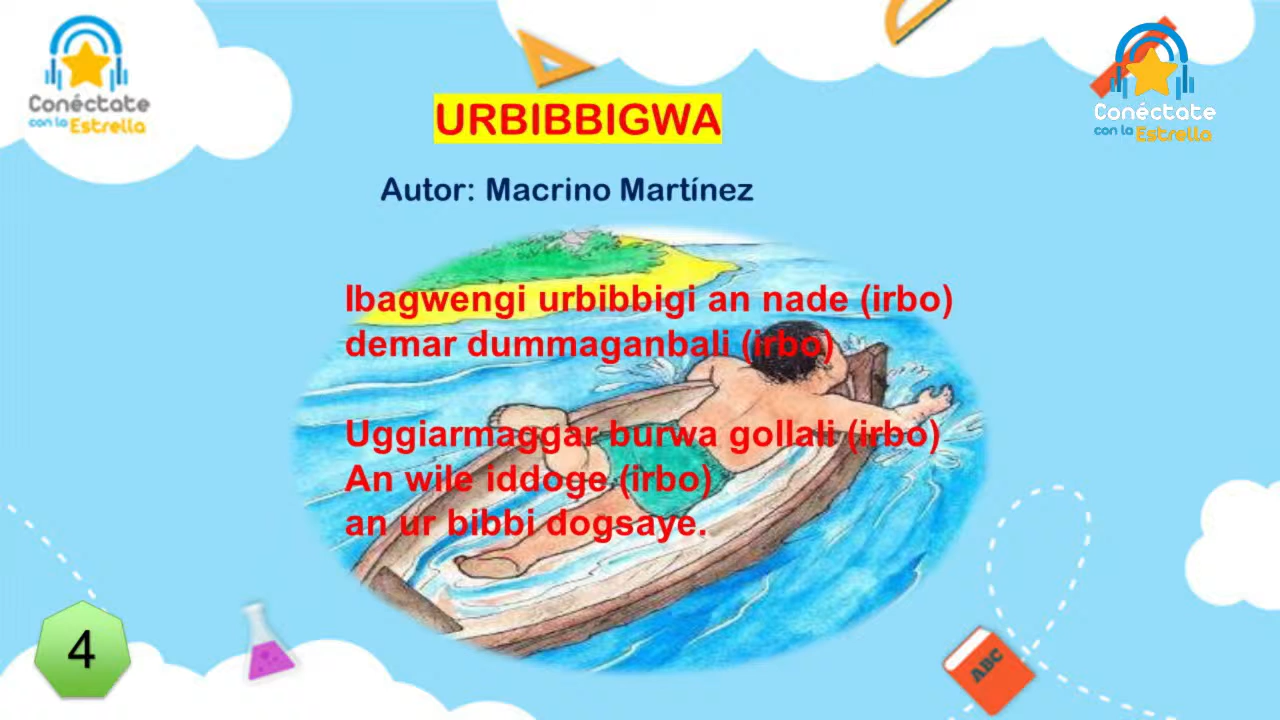 Conéctate
con la Estrella
Conéctate
con la Estrella
URBIBBIGWA
Autor: Macrino Martínez
Ibagwengi urbibbigi an nade (irbo)
demar dummaganbali (irbo)
Uggiarmaggar burwa gollali (irbo)
An wile iddoge (irbo)
an ur bibbi dogsaye.
4
ABC